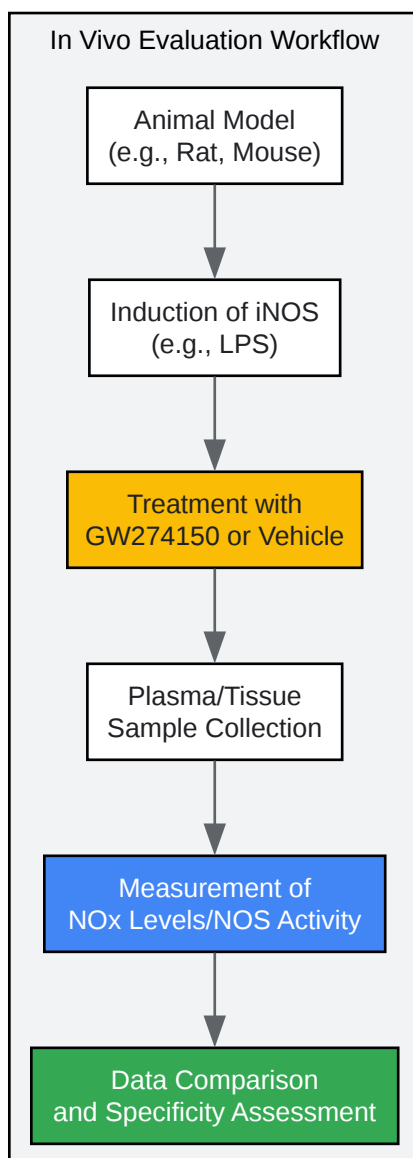 In Vivo Evaluation Workflow
Animal Model
(e.g., Rat, Mouse)
Induction of iNOS
(e.g., LPS)
Treatment with
GW274150 or Vehicle
Plasma/Tissue
Sample Collection
Measurement of
NOx Levels/NOS Activity
Data Comparison
and Specificity Assessment